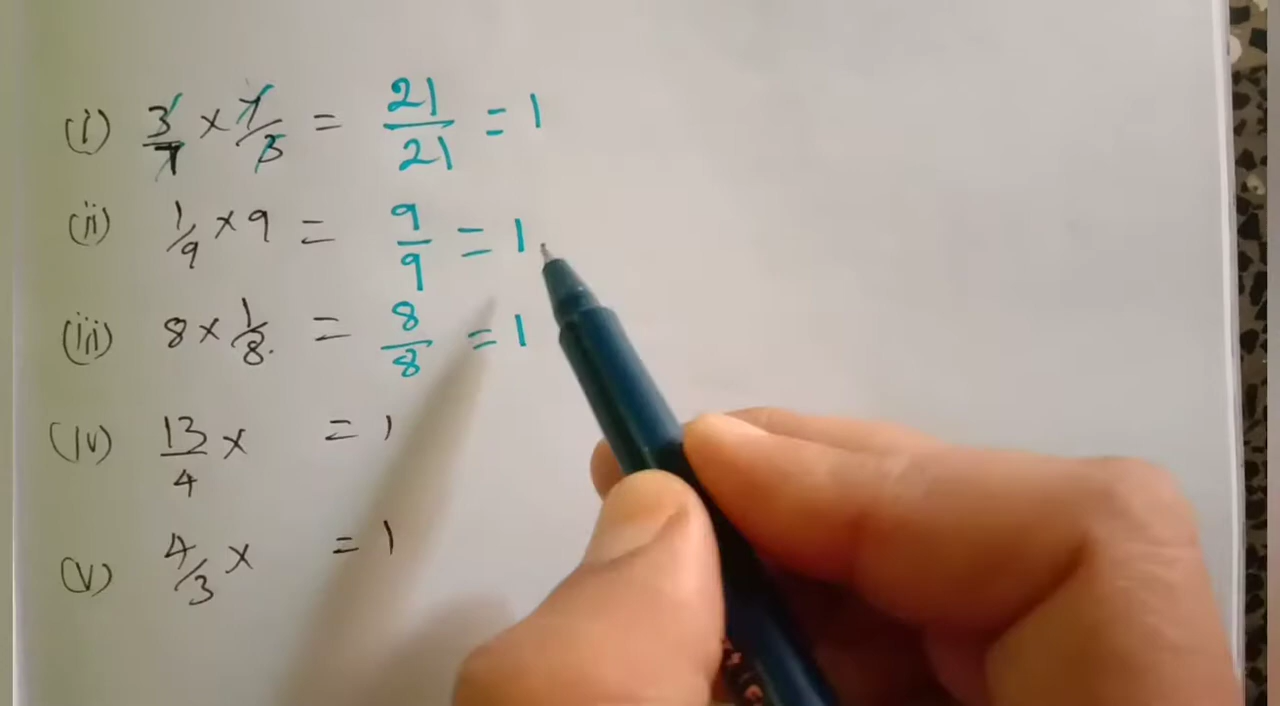 (i) 3/7 × 7/3 = 21/21 = 1
(ii) 1/9 × 9 = 9/9 = 1
(iii) 8 × 1/8 = 8/8 = 1
(iv) 13/4 × = 1
(v) 4/3 × = 1